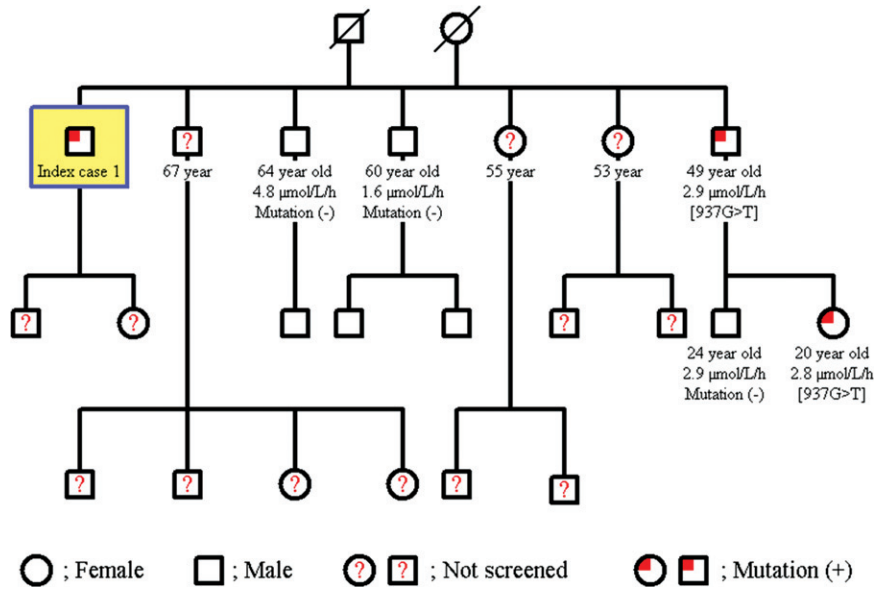 ?
Index case 1
67 year
64 year old
4.8 µmol/L/h
Mutation (-)
60 year old
1.6 µmol/L/h
Mutation (-)
?
55 year
?
53 year
49 year old
2.9 µmol/L/h
[937G>T]
?
?
?
?
24 year old
2.9 µmol/L/h
Mutation (-)
20 year old
2.8 µmol/L/h
[937G>T]
?
?
?
?
?
?
; Female
; Male
? ? ; Not screened
; Mutation (+)